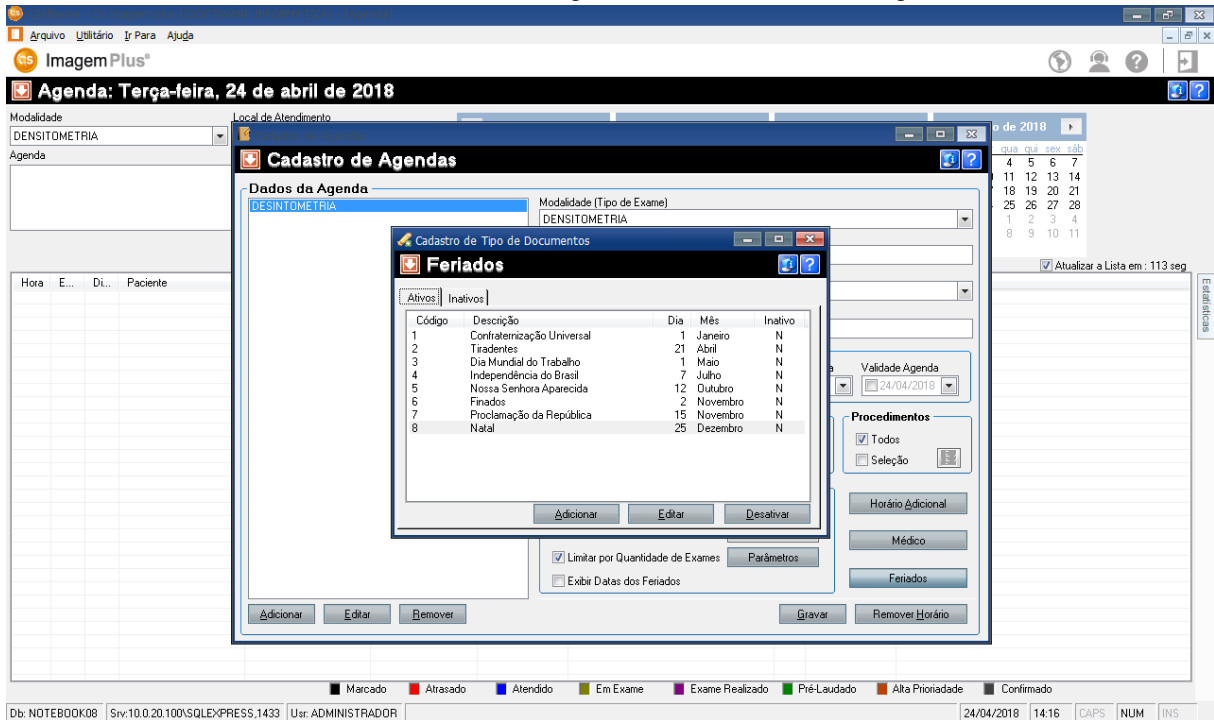 Arquivo Utilitário Ir Para Ajuda
ImagemPlus®
Agenda: Terça-feira, 24 de abril de 2018
Modalidade Local de Atendimento
DENSITOMETRIA
Agenda
o de 2018
qua qui sex sáb
4 5 6 7
11 12 13 14
18 19 20 21
25 26 27 28
1 2 3 4
8 9 10 11
Atualizar a Lista em : 113 seg
Hora E... Di... Paciente
Estatísticas
Cadastro de Agendas
Dados da Agenda
DESINTOMETRIA
Modalidade (Tipo de Exame)
DENSITOMETRIA
Cadastro de Tipo de Documentos
Feriados
Ativos Inativos
Código Descrição Dia Mês Inativo
1 Confraternização Universal 1 Janeiro N
2 Tiradentes 21 Abril N
3 Dia Mundial do Trabalho 1 Maio N
4 Independência do Brasil 7 Julho N
5 Nossa Senhora Aparecida 12 Outubro N
6 Finados 2 Novembro N
7 Proclamação da República 15 Novembro N
8 Natal 25 Dezembro N
Adicionar Editar Desativar
Validade Agenda
24/04/2018
Procedimentos
Todos
Seleção
Horário Adicional
Médico
Limitar por Quantidade de Exames Parâmetros
Exibir Datas dos Feriados
Feriados
Adicionar Editar Remover Gravar Remover Horário
Marcado Atrasado Atendido Em Exame Exame Realizado Pré-Laudado Alta Prioriadade Confirmado
Db: NOTEBOOK08 Srv:10.0.20.100\SQLEXPRESS,1433 Usr: ADMINISTRADOR 24/04/2018 14:16 CAPS NUM INS